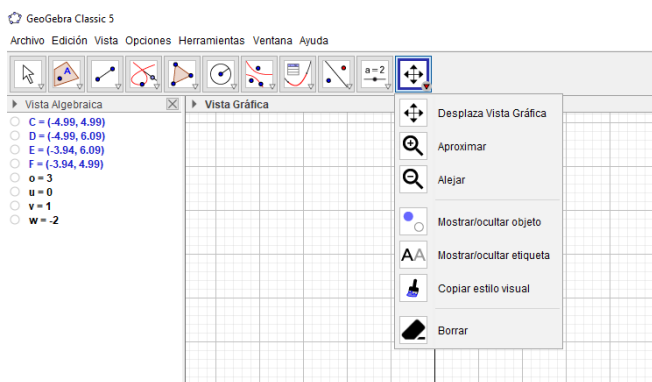 GeoGebra Classic 5
Archivo Edición Vista Opciones Herramientas Ventana Ayuda
A
a=2
Vista Algebraica
Vista Gráfica
C = (-4.99, 4.99)
D = (-4.99, 6.09)
E = (-3.94, 6.09)
F = (-3.94, 4.99)
o = 3
u = 0
v = 1
w = -2
Desplaza Vista Gráfica
Aproximar
Alejar
Mostrar/ocultar objeto
AA Mostrar/ocultar etiqueta
Copiar estilo visual
Borrar